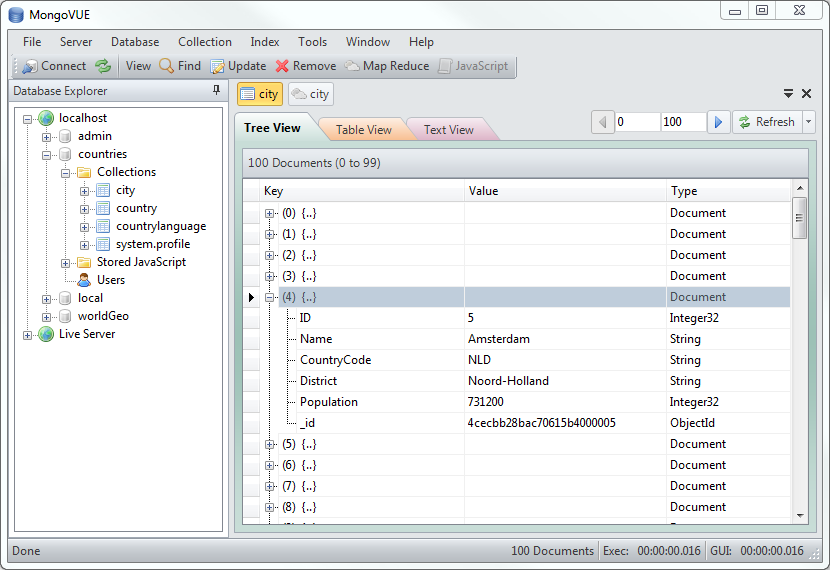 MongoVUE
File Server Database Collection Index Tools Window Help
Connect View Find Update Remove Map Reduce JavaScript
Database Explorer
localhost
admin
countries
Collections
city
country
countrylanguage
system.profile
Stored JavaScript
Users
local
worldGeo
Live Server
city city
Tree View Table View Text View 0 100 Refresh
100 Documents (0 to 99)
Key Value Type
(0) {..} Document
(1) {..} Document
(2) {..} Document
(3) {..} Document
(4) {..} Document
ID 5 Integer32
Name Amsterdam String
CountryCode NLD String
District Noord-Holland String
Population 731200 Integer32
_id 4cecbb28bac70615b4000005 ObjectId
(5) {..} Document
(6) {..} Document
(7) {..} Document
(8) {..} Document
Done 100 Documents Exec: 00:00:00.016 GUI: 00:00:00.016